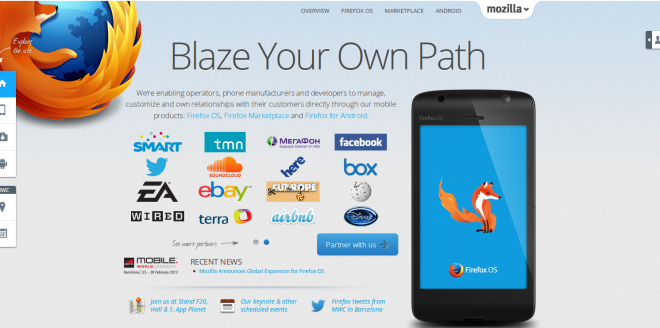 OVERVIEW FIREFOX OS MARKETPLACE ANDROID mozilla
Explore
the site
Blaze Your Own Path
We're enabling operators, phone manufacturers and developers to manage,
customize and own relationships with their customers directly through our mobile
products: Firefox OS, Firefox Marketplace and Firefox for Android.
SMART tmn МЕГАФОН facebook
SOUNDCLOUD here box
EA ebay CUT THE ROPE
WIRED terra airbnb Disney
See more partners
Partner with us
MOBILE
WORLD CONGRESS
Barcelona | 25 - 28 February 2013
RECENT NEWS
Mozilla Announces Global Expansion for Firefox OS
MWC
Join us at Stand F20,
Hall 8.1, App Planet
Our keynote & other
scheduled events
Firefox tweets from
MWC in Barcelona
Firefox OS
Firefox OS